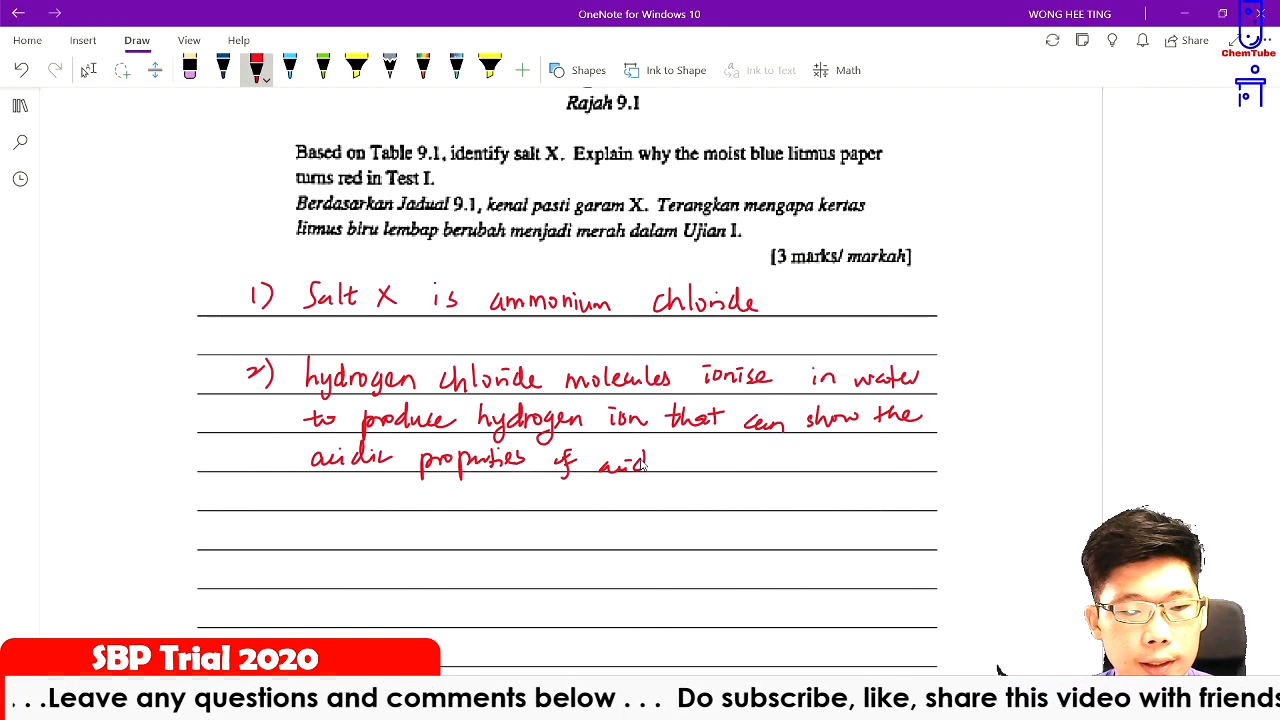 OneNote for Windows 10
WONG HEE TING
Home Insert Draw View Help
Share
ChemTube
Shapes Ink to Shape Ink to Text Math
Rajah 9.1
Based on Table 9.1, identify salt X. Explain why the moist blue litmus paper
turns red in Test I.
Berdasarkan Jadual 9.1, kenal pasti garam X. Terangkan mengapa kertas
litmus biru lembap berubah menjadi merah dalam Ujian I.
[3 marks/ markah]
1) Salt X is ammonium chloride
2) hydrogen chloride molecules ionise in water
to produce hydrogen ion that can show the
acidic properties of acid
SBP Trial 2020
. . .Leave any questions and comments below . . . Do subscribe, like, share this video with friends